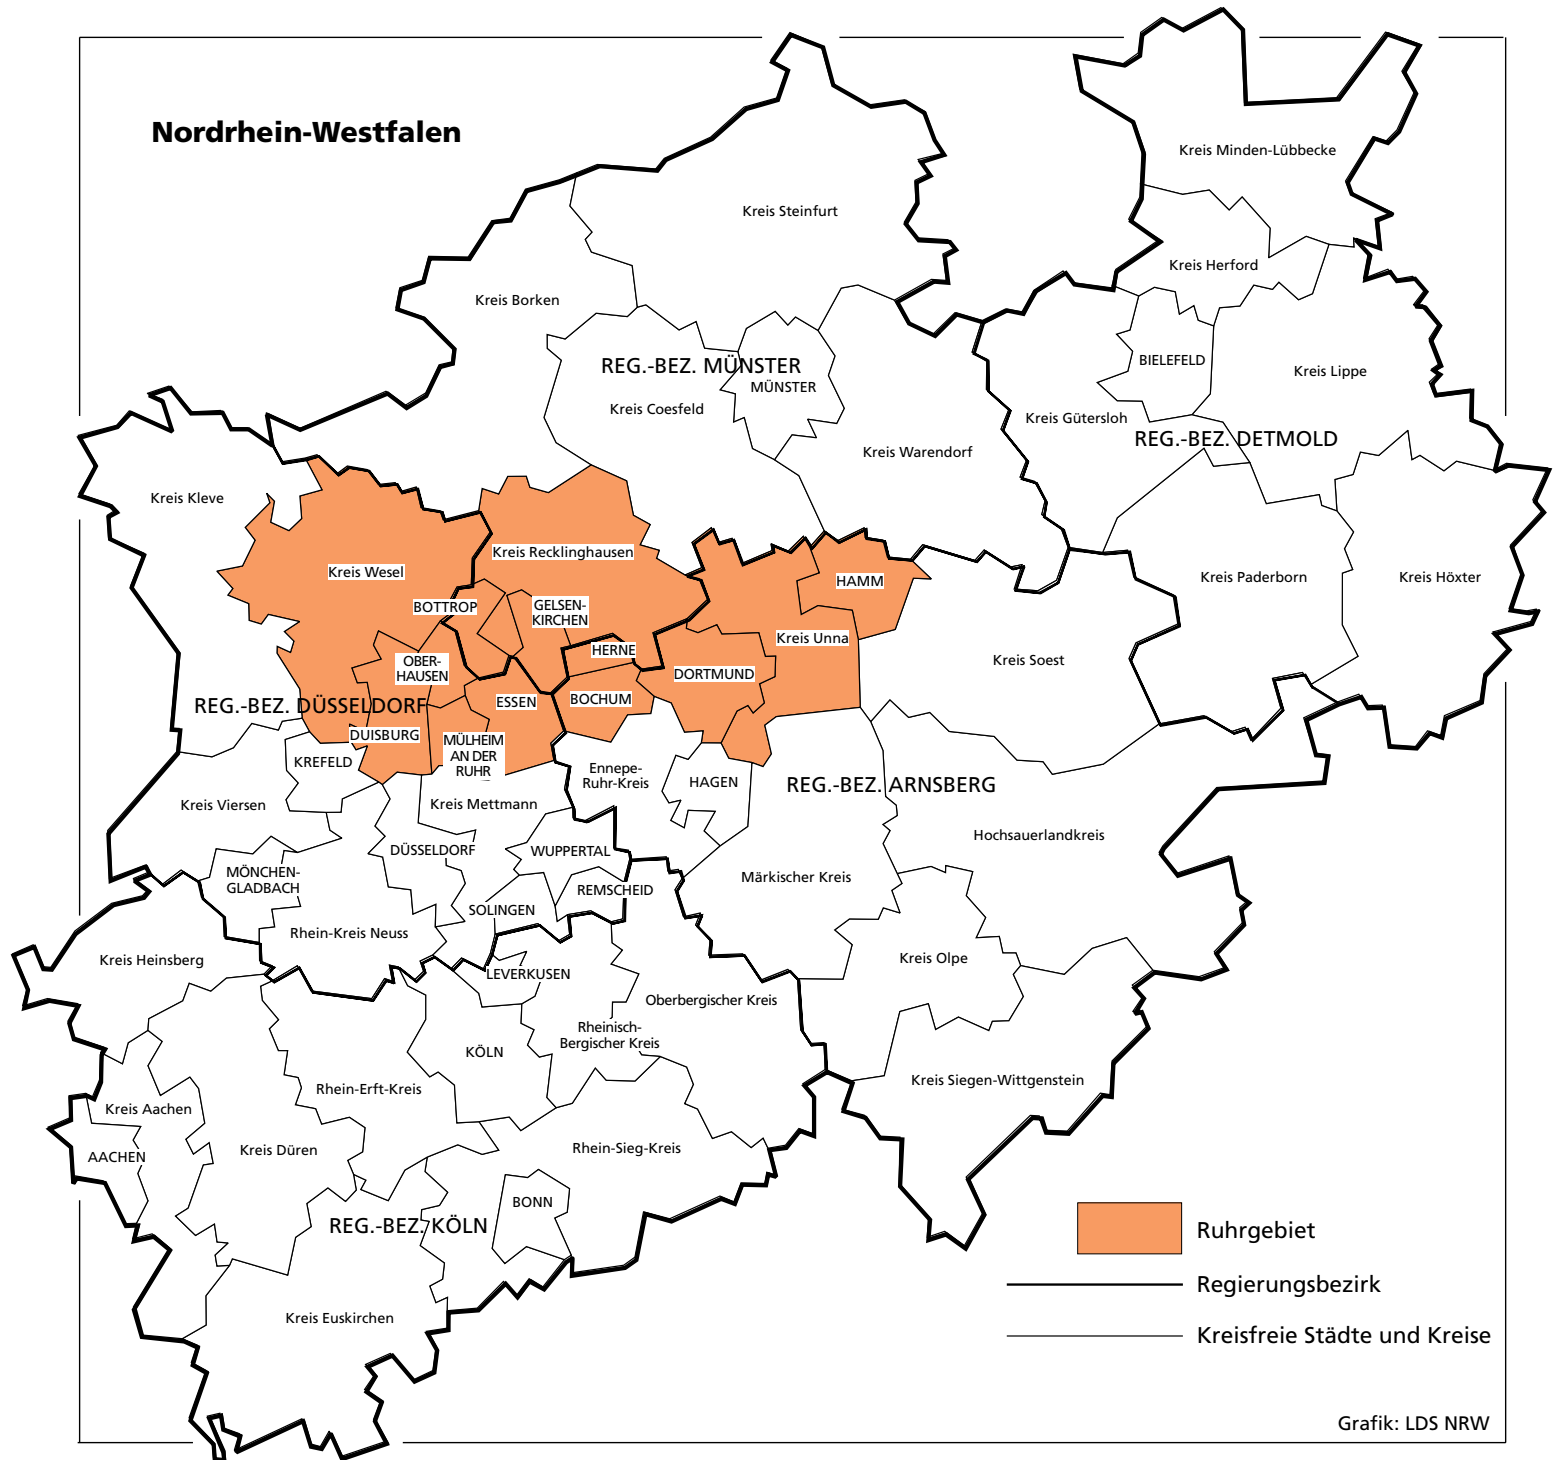 Nordrhein-Westfalen
Kreis Minden-Lübbecke
Kreis Steinfurt
Kreis Herford
Kreis Borken
REG.-BEZ. MÜNSTER
BIELEFELD
Kreis Lippe
MÜNSTER
Kreis Coesfeld
Kreis Gütersloh
REG.-BEZ. DETMOLD
Kreis Warendorf
Kreis Kleve
Kreis Recklinghausen
Kreis Wesel
HAMM
Kreis Paderborn
Kreis Höxter
BOTTROP
GELSEN-
KIRCHEN
Kreis Unna
HERNE
Kreis Soest
OBER-
HAUSEN
DORTMUND
ESSEN
BOCHUM
REG.-BEZ. DÜSSELDORF
DUISBURG
MÜLHEIM
AN DER
RUHR
KREFELD
Ennepe-
Ruhr-Kreis
HAGEN
REG.-BEZ. ARNSBERG
Kreis Viersen
Kreis Mettmann
Hochsauerlandkreis
DÜSSELDORF
WUPPERTAL
MÖNCHEN-
GLADBACH
Märkischer Kreis
REMSCHEID
SOLINGEN
Rhein-Kreis Neuss
Kreis Heinsberg
Kreis Olpe
LEVERKUSEN
Oberbergischer Kreis
Rheinisch-
Bergischer Kreis
KÖLN
Rhein-Erft-Kreis
Kreis Siegen-Wittgenstein
Kreis Aachen
AACHEN
Kreis Düren
Rhein-Sieg-Kreis
BONN
REG.-BEZ. KÖLN
Kreis Euskirchen
Ruhrgebiet
Regierungsbezirk
Kreisfreie Städte und Kreise
Grafik: LDS NRW